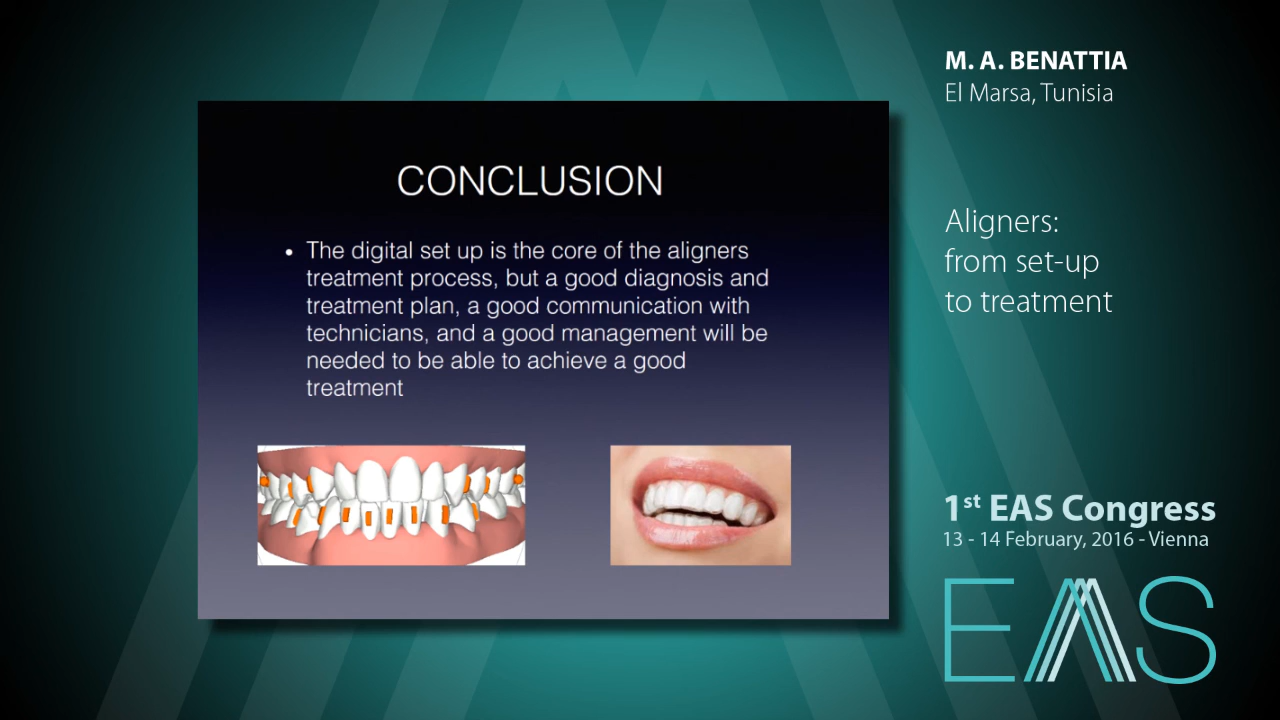 M. A. BENATTIA
El Marsa, Tunisia
CONCLUSION
• The digital set up is the core of the aligners
treatment process, but a good diagnosis and
treatment plan, a good communication with
technicians, and a good management will be
needed to be able to achieve a good
treatment
Aligners:
from set-up
to treatment
1st EAS Congress
13 - 14 February, 2016 - Vienna
EAS